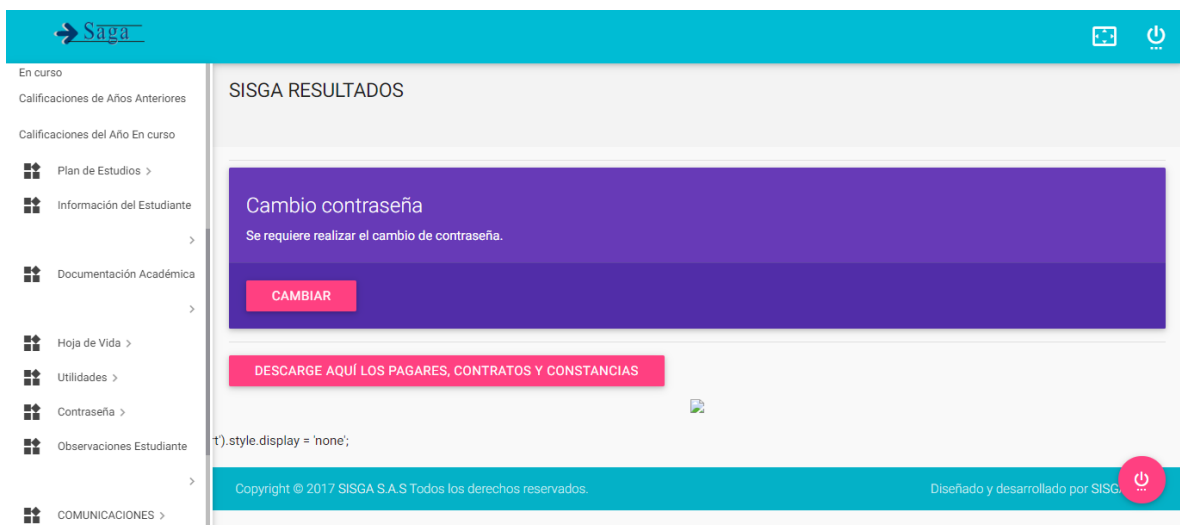 Saga
En curso
Calificaciones de Años Anteriores
Calificaciones del Año En curso
Plan de Estudios >
Información del Estudiante
>
Documentación Académica
>
Hoja de Vida >
Utilidades >
Contraseña >
Observaciones Estudiante
>
COMUNICACIONES >
SISGA RESULTADOS
Cambio contraseña
Se requiere realizar el cambio de contraseña.
CAMBIAR
DESCARGE AQUÍ LOS PAGARES, CONTRATOS Y CONSTANCIAS
t').style.display = 'none';
Copyright © 2017 SISGA S.A.S Todos los derechos reservados.
Diseñado y desarrollado por SISG